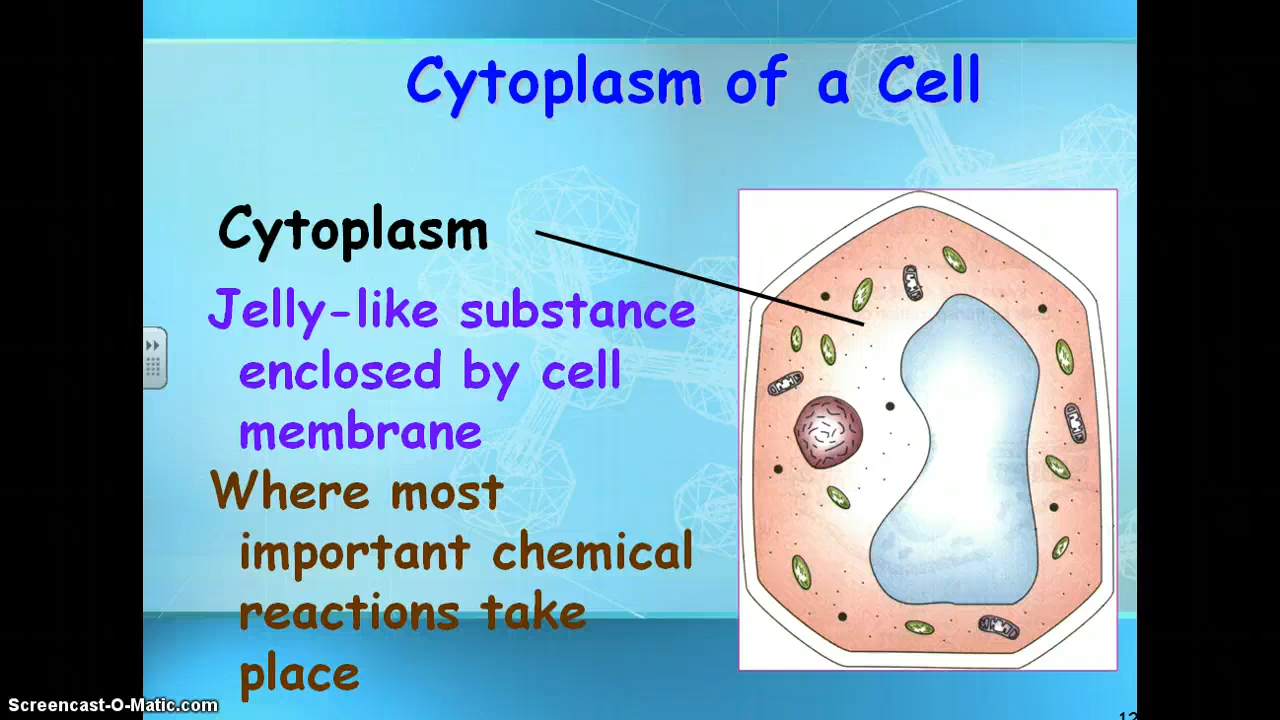 Cytoplasm of a Cell
Cytoplasm
Jelly-like substance
enclosed by cell
membrane
Where most
important chemical
reactions take
place
Screencast-O-Matic.com
12